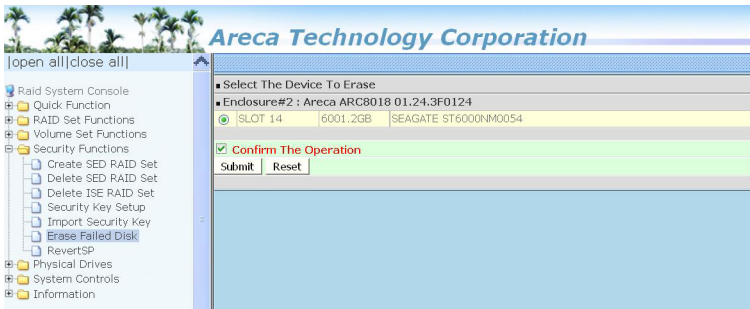 Areca Technology Corporation
|open all|close all|
Raid System Console
Quick Function
RAID Set Functions
Volume Set Functions
Security Functions
Create SED RAID Set
Delete SED RAID Set
Delete ISE RAID Set
Security Key Setup
Import Security Key
Erase Failed Disk
RevertSP
Physical Drives
System Controls
Information
Select The Device To Erase
Enclosure#2 : Areca ARC8018 01.24.3F0124
SLOT 14 6001.2GB SEAGATE ST6000NM0054
Confirm The Operation
Submit Reset